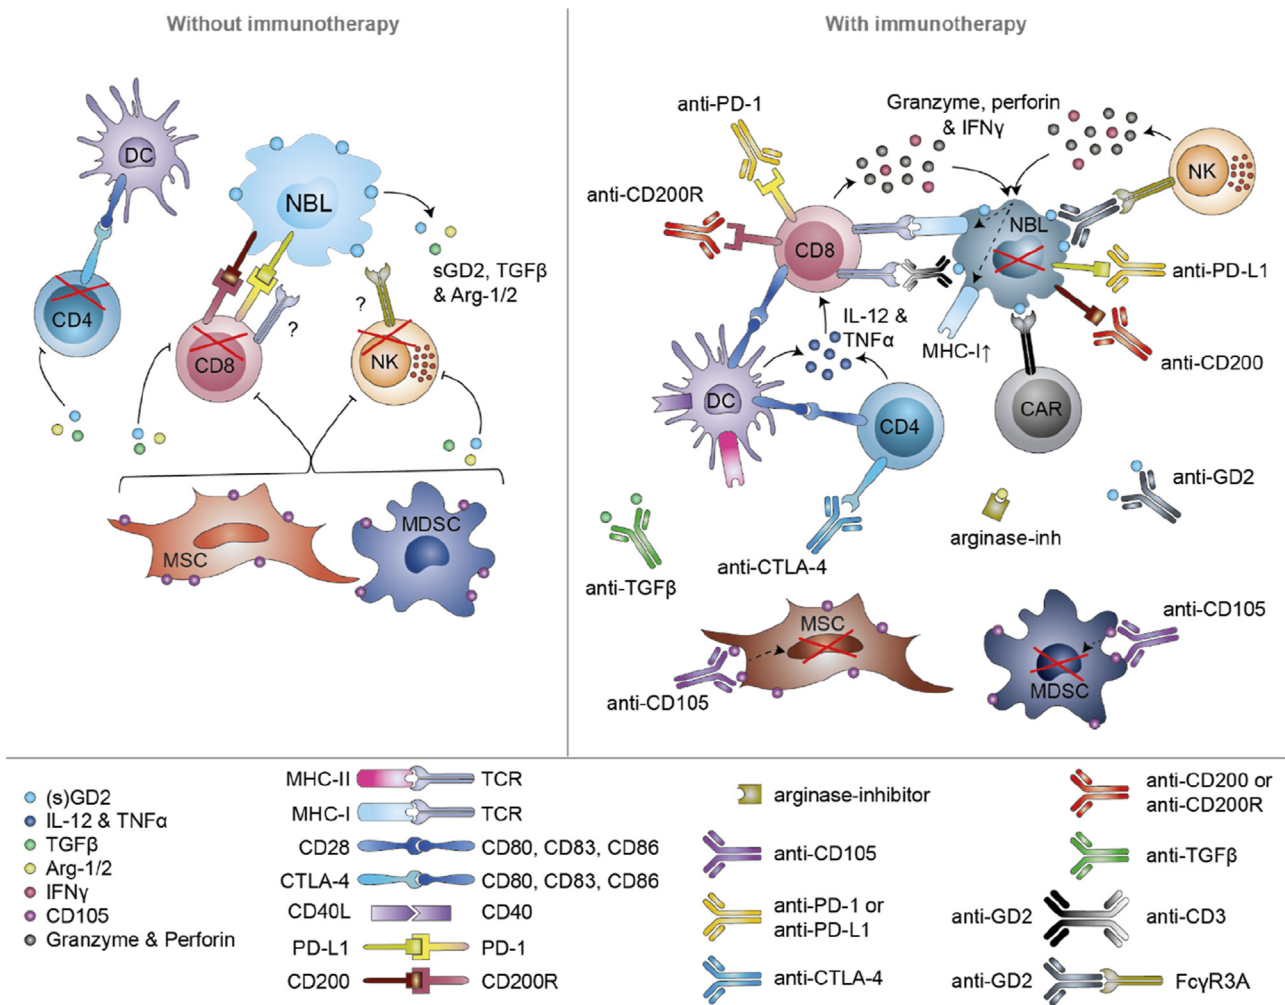 Without immunotherapy
DC
NBL
CD4
CD8
NK
?
?
sGD2, TGFβ
& Arg-1/2
MSC
MDSC
With immunotherapy
anti-PD-1
Granzyme, perforin
& IFNγ
NK
anti-CD200R
CD8
NBL
anti-PD-L1
IL-12 &
TNFα
MHC-I↑
anti-CD200
DC
CD4
CAR
anti-GD2
arginase-inh
anti-TGFβ
anti-CTLA-4
MSC
anti-CD105
anti-CD105
MDSC
(s)GD2
IL-12 & TNFα
TGFβ
Arg-1/2
IFNγ
CD105
Granzyme & Perforin
MHC-II TCR
MHC-I TCR
CD28 CD80, CD83, CD86
CTLA-4 CD80, CD83, CD86
CD40L CD40
PD-L1 PD-1
CD200 CD200R
arginase-inhibitor
anti-CD105
anti-PD-1 or
anti-PD-L1
anti-CTLA-4
anti-CD200 or
anti-CD200R
anti-TGFβ
anti-GD2 anti-CD3
anti-GD2 FcγR3A